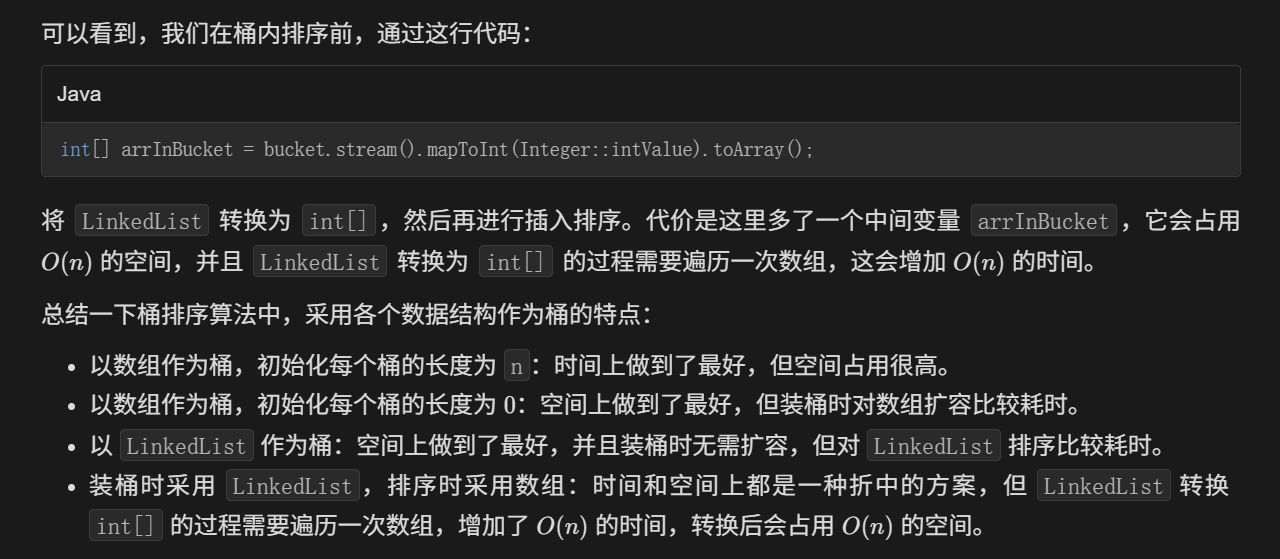 可以看到，我们在桶内排序前，通过这行代码：
Java
int[] arrInBucket = bucket.stream().mapToInt(Integer::intValue).toArray();
将 LinkedList 转换为 int[]，然后再进行插入排序。代价是这里多了一个中间变量 arrInBucket，它会占用
O(n) 的空间，并且 LinkedList 转换为 int[] 的过程需要遍历一次数组，这会增加 O(n) 的时间。
总结一下桶排序算法中，采用各个数据结构作为桶的特点：
• 以数组作为桶，初始化每个桶的长度为 n：时间上做到了最好，但空间占用很高。
• 以数组作为桶，初始化每个桶的长度为 0：空间上做到了最好，但装桶时对数组扩容比较耗时。
• 以 LinkedList 作为桶：空间上做到了最好，并且装桶时无需扩容，但对 LinkedList 排序比较耗时。
• 装桶时采用 LinkedList，排序时采用数组：时间和空间上都是一种折中的方案，但 LinkedList 转换
int[] 的过程需要遍历一次数组，增加了 O(n) 的时间，转换后会占用 O(n) 的空间。